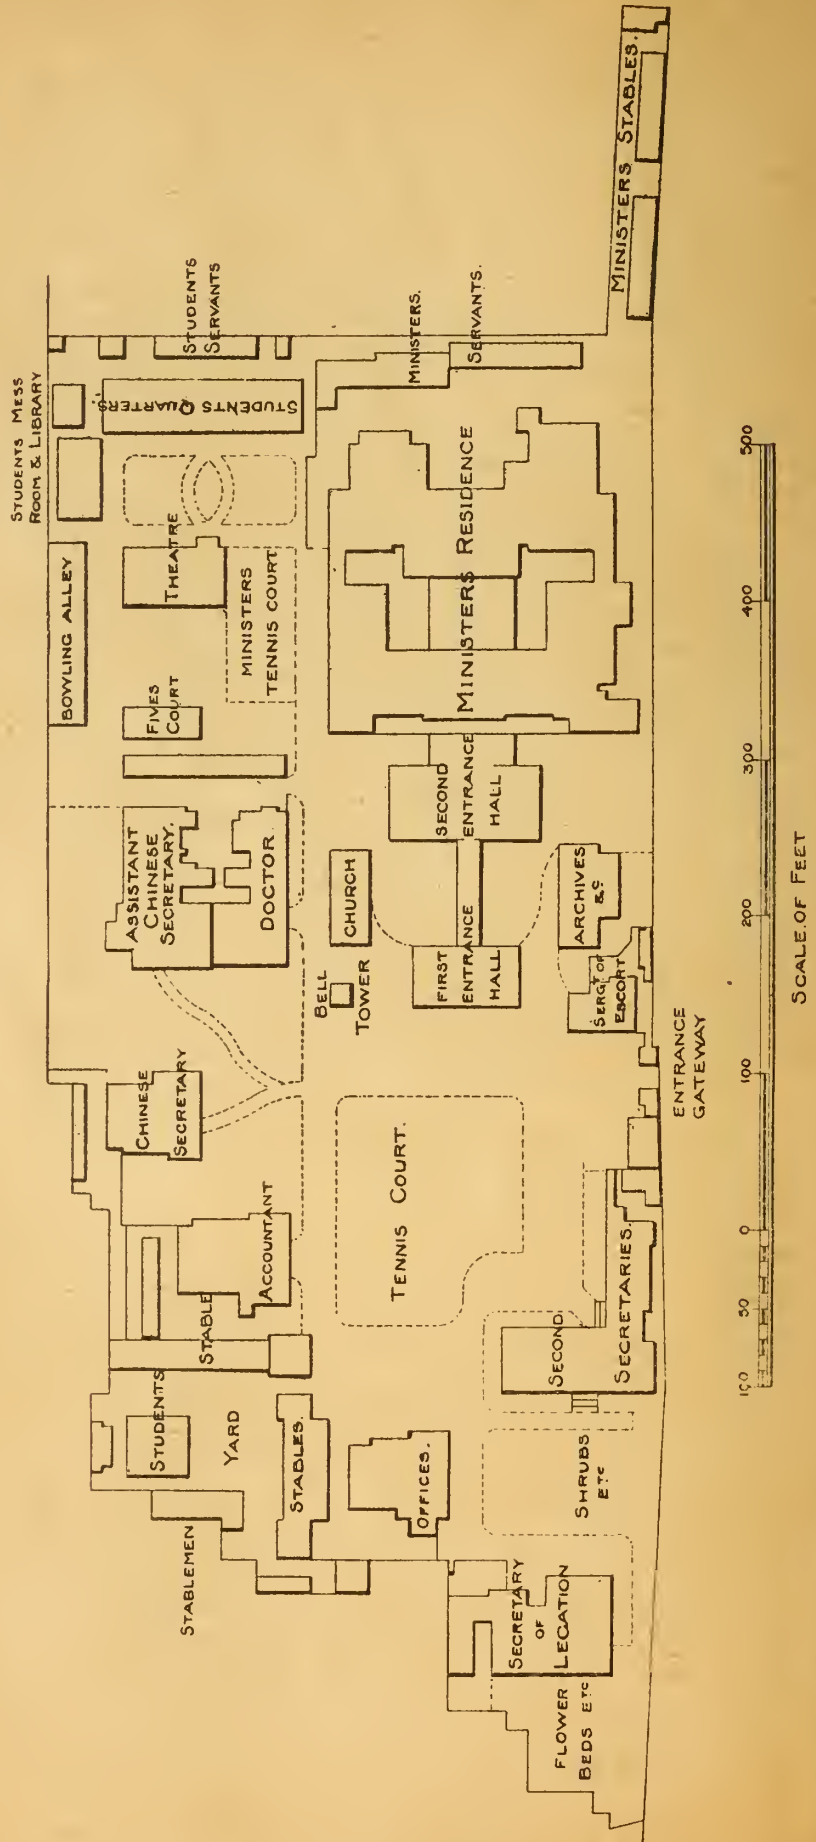 STUDENTS MESS
ROOM & LIBRARY
STUDENTS
SERVANTS
STUDENTS QUARTERS.
MINISTERS.
SERVANTS.
MINISTERS STABLES.
BOWLING ALLEY
THEATRE
MINISTERS
TENNIS COURT
FIVES
COURT
MINISTERS RESIDENCE
ASSISTANT
CHINESE
SECRETARY.
DOCTOR.
SECOND
ENTRANCE
HALL
CHURCH
BELL
TOWER
FIRST
ENTRANCE
HALL
ARCHIVES
&c
SERGT OF
ESCORT
ENTRANCE
GATEWAY
CHINESE
SECRETARY
ACCOUNTANT
TENNIS COURT.
STABLE
STUDENTS
YARD
STABLES.
STABLEMEN
OFFICES.
SECOND
SECRETARIES.
SHRUBS
ETC
SECRETARY
OF
LEGATION
FLOWER
BEDS ETC
100 50 0 100 200 300 400 500
SCALE OF FEET